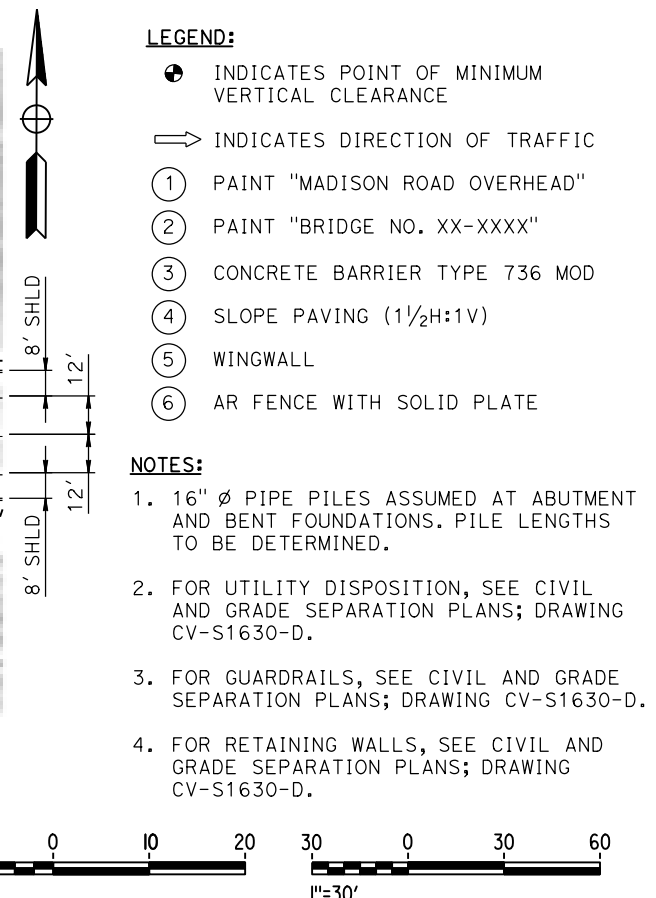 LEGEND:
INDICATES POINT OF MINIMUM
VERTICAL CLEARANCE
INDICATES DIRECTION OF TRAFFIC
1 PAINT "MADISON ROAD OVERHEAD"
2 PAINT "BRIDGE NO. XX-XXXX"
3 CONCRETE BARRIER TYPE 736 MOD
4 SLOPE PAVING (1½H:1V)
5 WINGWALL
6 AR FENCE WITH SOLID PLATE
8' SHLD
12'
12'
8' SHLD
NOTES:
1. 16" Ø PIPE PILES ASSUMED AT ABUTMENT
AND BENT FOUNDATIONS. PILE LENGTHS
TO BE DETERMINED.
2. FOR UTILITY DISPOSITION, SEE CIVIL
AND GRADE SEPARATION PLANS; DRAWING
CV-S1630-D.
3. FOR GUARDRAILS, SEE CIVIL AND GRADE
SEPARATION PLANS; DRAWING CV-S1630-D.
4. FOR RETAINING WALLS, SEE CIVIL AND
GRADE SEPARATION PLANS; DRAWING
CV-S1630-D.
0 10 20 30 0 30 60
1"=30'